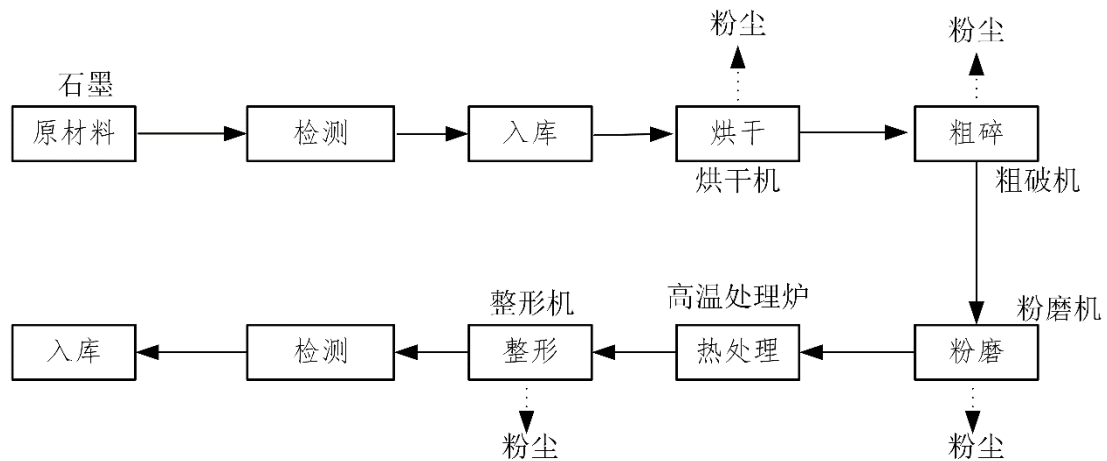 粉尘
粉尘
石墨
原材料
检测
入库
烘干
粗碎
烘干机
粗破机
整形机
高温处理炉
粉磨机
入库
检测
整形
热处理
粉磨
粉尘
粉尘